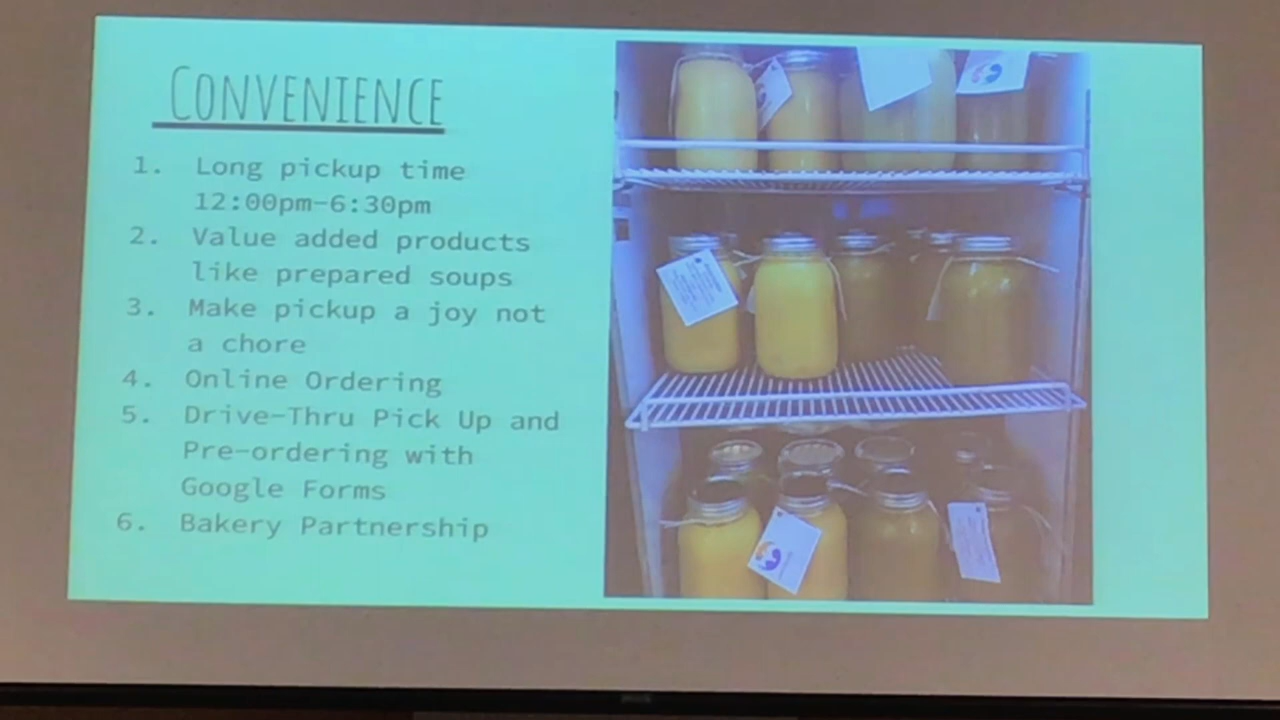 CONVENIENCE
1. Long pickup time
12:00pm-6:30pm
2. Value added products
like prepared soups
3. Make pickup a joy not
a chore
4. Online Ordering
5. Drive-Thru Pick Up and
Pre-ordering with
Google Forms
6. Bakery Partnership